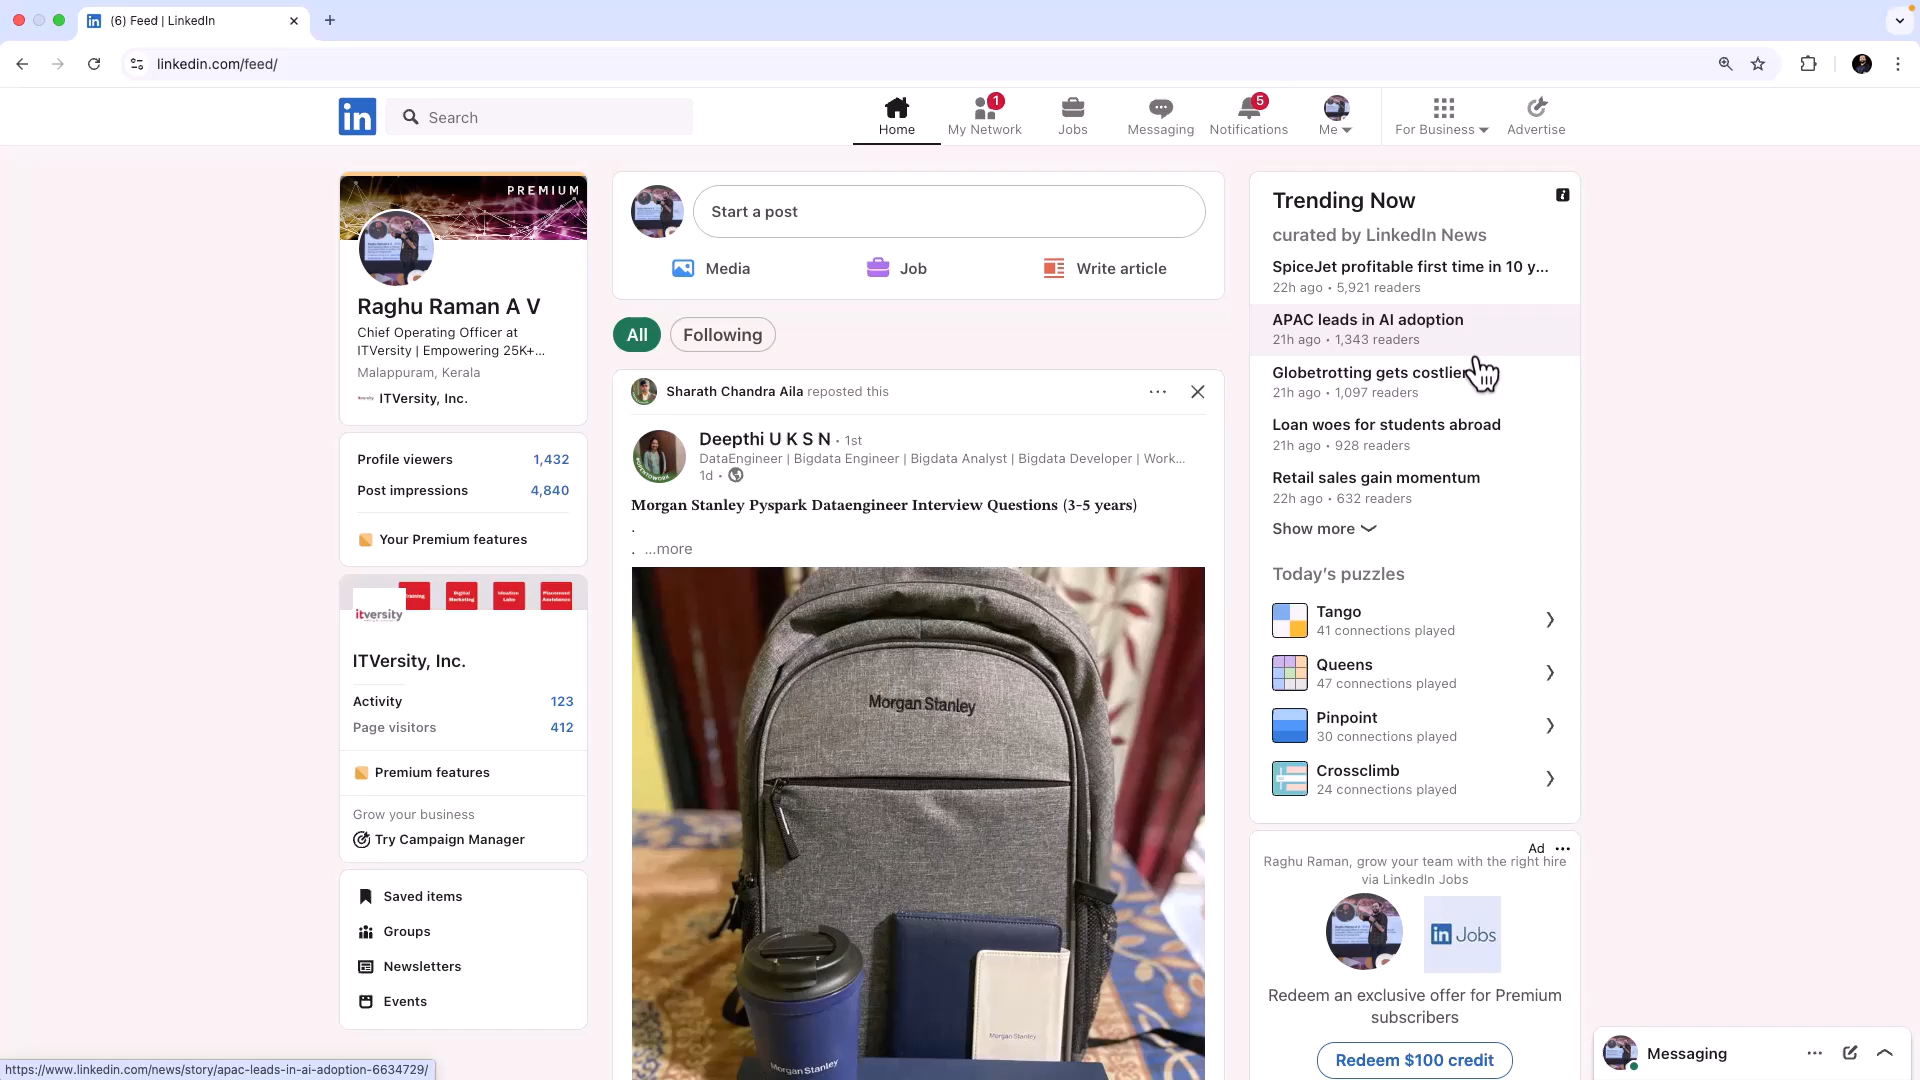 (6) Feed | LinkedIn
linkedin.com/feed/
in
Search
Home
1
My Network
Jobs
Messaging
5
Notifications
Me
For Business
Advertise
PREMIUM
Raghu Raman A V
Chief Operating Officer at
ITVersity | Empowering 25K+...
Malappuram, Kerala
ITVersity, Inc.
Profile viewers 1,432
Post impressions 4,840
Your Premium features
Digital Marketing
itversity
ITVersity, Inc.
Activity 123
Page visitors 412
Premium features
Grow your business
Try Campaign Manager
Saved items
Groups
Newsletters
Events
Start a post
Media
Job
Write article
All
Following
Sharath Chandra Aila reposted this
Deepthi U K S N • 1st
DataEngineer | Bigdata Engineer | Bigdata Analyst | Bigdata Developer | Work...
1d •
Morgan Stanley Pyspark Dataengineer Interview Questions (3-5 years)
.
. ...more
Morgan Stanley
Morgan Stanley
Morgan Stanley
Trending Now
curated by LinkedIn News
SpiceJet profitable first time in 10 y...
22h ago • 5,921 readers
APAC leads in AI adoption
21h ago • 1,343 readers
Globetrotting gets costlier
21h ago • 1,097 readers
Loan woes for students abroad
21h ago • 928 readers
Retail sales gain momentum
22h ago • 632 readers
Show more
Today's puzzles
Tango
41 connections played
Queens
47 connections played
Pinpoint
30 connections played
Crossclimb
24 connections played
Ad
Raghu Raman, grow your team with the right hire
via LinkedIn Jobs
in Jobs
Redeem an exclusive offer for Premium
subscribers
Redeem $100 credit
Messaging
https://www.linkedin.com/news/story/apac-leads-in-ai-adoption-6634729/